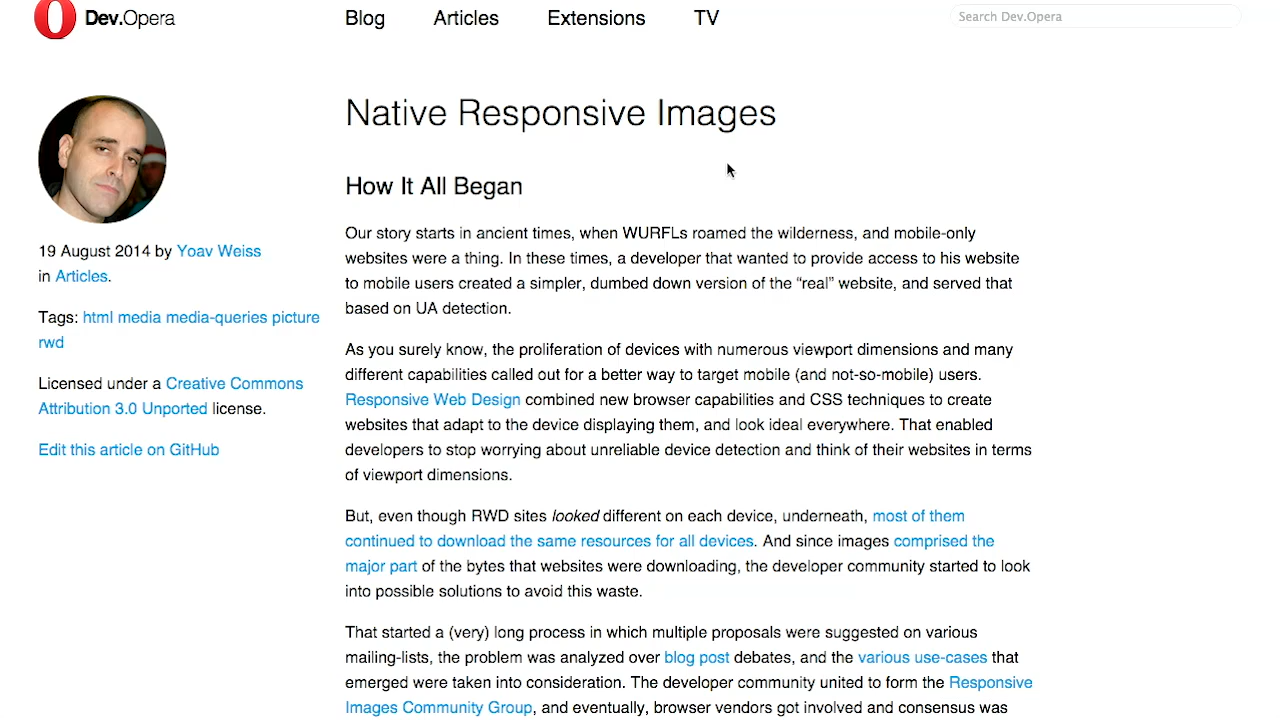 Dev.Opera
Blog Articles Extensions TV
Search Dev.Opera
19 August 2014 by Yoav Weiss
in Articles.
Tags: html media media-queries picture
rwd
Licensed under a Creative Commons
Attribution 3.0 Unported license.
Edit this article on GitHub
Native Responsive Images
How It All Began
Our story starts in ancient times, when WURFLs roamed the wilderness, and mobile-only
websites were a thing. In these times, a developer that wanted to provide access to his website
to mobile users created a simpler, dumbed down version of the “real” website, and served that
based on UA detection.
As you surely know, the proliferation of devices with numerous viewport dimensions and many
different capabilities called out for a better way to target mobile (and not-so-mobile) users.
Responsive Web Design combined new browser capabilities and CSS techniques to create
websites that adapt to the device displaying them, and look ideal everywhere. That enabled
developers to stop worrying about unreliable device detection and think of their websites in terms
of viewport dimensions.
But, even though RWD sites looked different on each device, underneath, most of them
continued to download the same resources for all devices. And since images comprised the
major part of the bytes that websites were downloading, the developer community started to look
into possible solutions to avoid this waste.
That started a (very) long process in which multiple proposals were suggested on various
mailing-lists, the problem was analyzed over blog post debates, and the various use-cases that
emerged were taken into consideration. The developer community united to form the Responsive
Images Community Group, and eventually, browser vendors got involved and consensus was